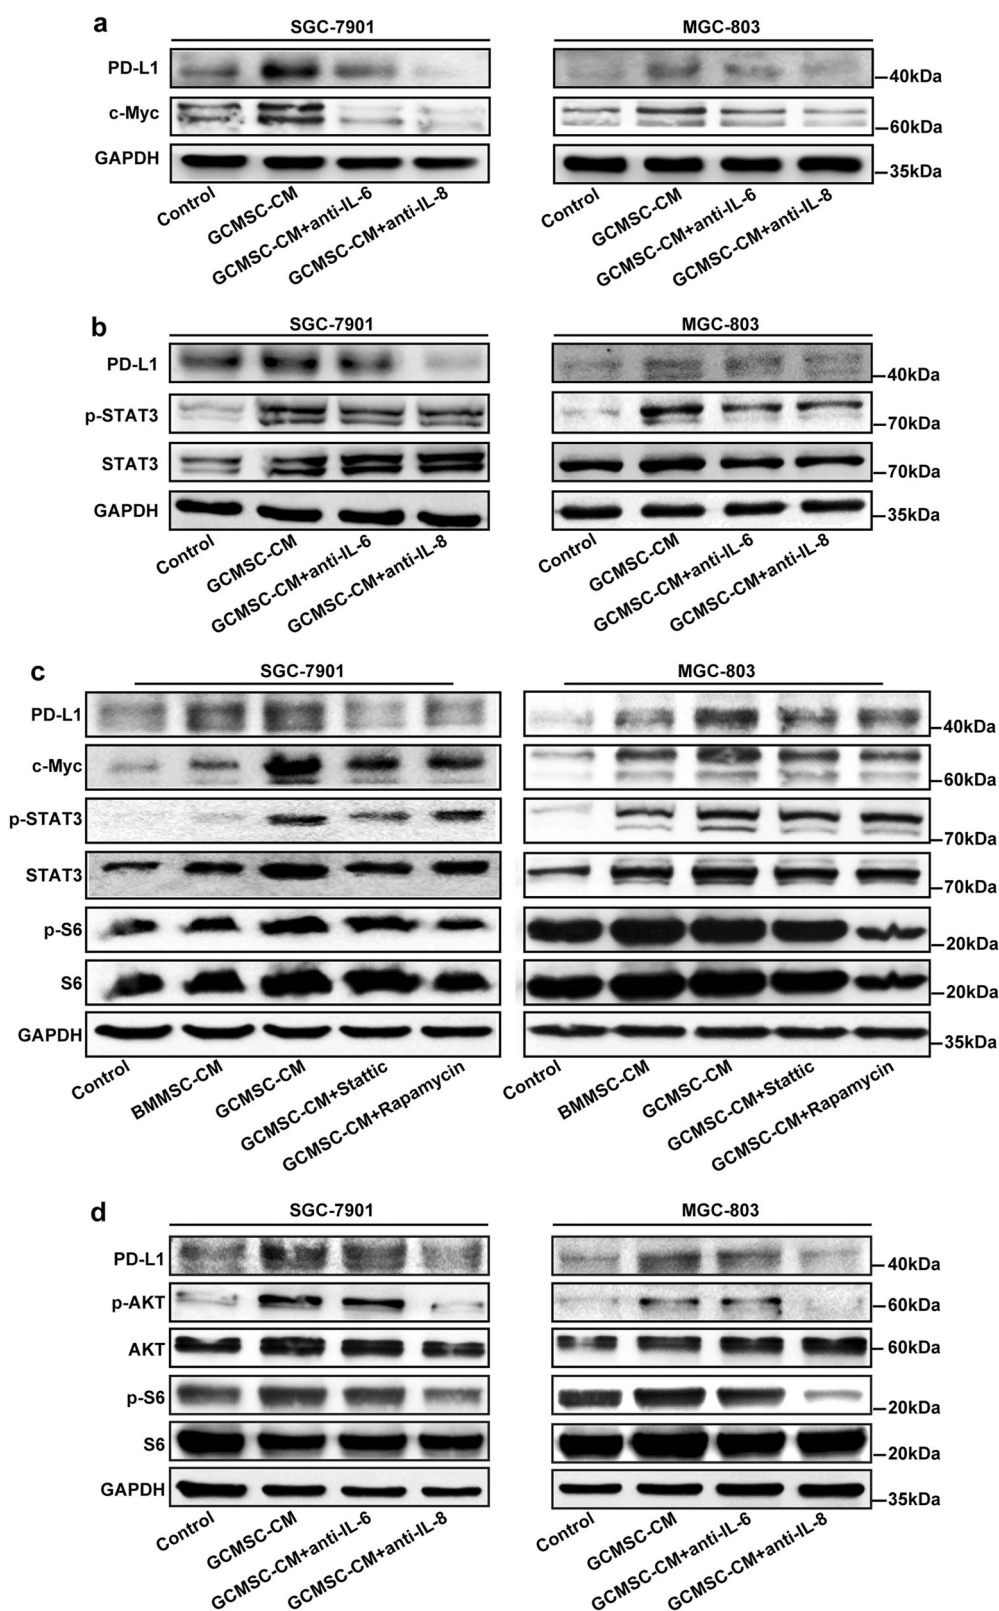 a
SGC-7901
MGC-803
PD-L1
40kDa
c-Myc
60kDa
GAPDH
35kDa
Control
GCMSC-CM
GCMSC-CM+anti-IL-6
GCMSC-CM+anti-IL-8
Control
GCMSC-CM
GCMSC-CM+anti-IL-6
GCMSC-CM+anti-IL-8
b
SGC-7901
MGC-803
PD-L1
40kDa
p-STAT3
70kDa
STAT3
70kDa
GAPDH
35kDa
Control
GCMSC-CM
GCMSC-CM+anti-IL-6
GCMSC-CM+anti-IL-8
Control
GCMSC-CM
GCMSC-CM+anti-IL-6
GCMSC-CM+anti-IL-8
c
SGC-7901
MGC-803
PD-L1
40kDa
c-Myc
60kDa
p-STAT3
70kDa
STAT3
70kDa
p-S6
20kDa
S6
20kDa
GAPDH
35kDa
Control
BMMSC-CM
GCMSC-CM
GCMSC-CM+Stattic
GCMSC-CM+Rapamycin
Control
BMMSC-CM
GCMSC-CM
GCMSC-CM+Stattic
GCMSC-CM+Rapamycin
d
SGC-7901
MGC-803
PD-L1
40kDa
p-AKT
60kDa
AKT
60kDa
p-S6
20kDa
S6
20kDa
GAPDH
35kDa
Control
GCMSC-CM
GCMSC-CM+anti-IL-6
GCMSC-CM+anti-IL-8
Control
GCMSC-CM
GCMSC-CM+anti-IL-6
GCMSC-CM+anti-IL-8